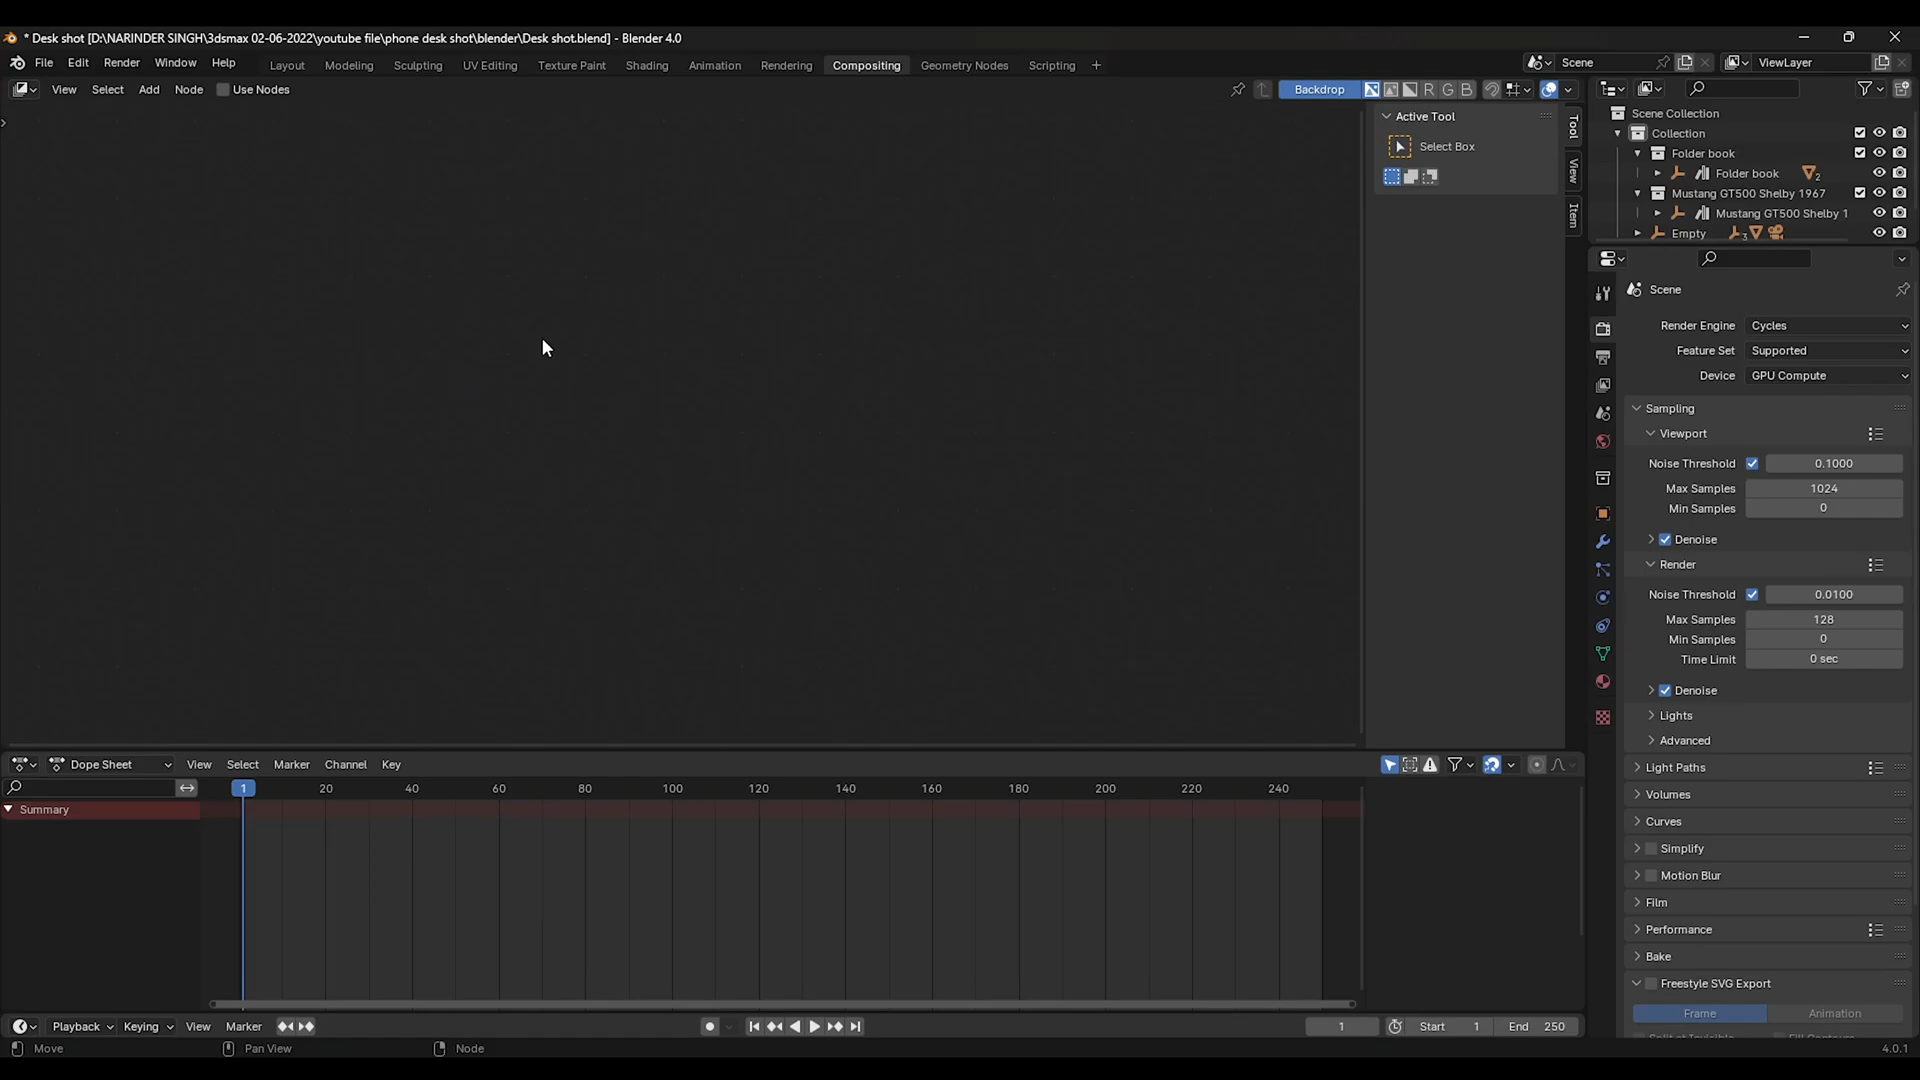 * Desk shot [D:\NARINDER SINGH\3dsmax 02-06-2022\youtube file\phone desk shot\blender\Desk shot.blend] - Blender 4.0
File Edit Render Window Help
Layout Modeling Sculpting UV Editing Texture Paint Shading Animation Rendering Compositing Geometry Nodes Scripting +
Scene
ViewLayer
View Select Add Node Use Nodes
Backdrop
R G B
Active Tool
Select Box
Tool
View
Item
Scene Collection
Collection
Folder book
Folder book 2
Mustang GT500 Shelby 1967
Mustang GT500 Shelby 1
Empty 3
Scene
Render Engine Cycles
Feature Set Supported
Device GPU Compute
Sampling
Viewport
Noise Threshold 0.1000
Max Samples 1024
Min Samples 0
Denoise
Render
Noise Threshold 0.0100
Max Samples 128
Min Samples 0
Time Limit 0 sec
Denoise
Lights
Advanced
Light Paths
Volumes
Curves
Simplify
Motion Blur
Film
Performance
Bake
Freestyle SVG Export
Frame Animation
Dope Sheet View Select Marker Channel Key
1 20 40 60 80 100 120 140 160 180 200 220 240
Summary
Playback Keying View Marker
1 Start 1 End 250
Move Pan View Node
4.0.1